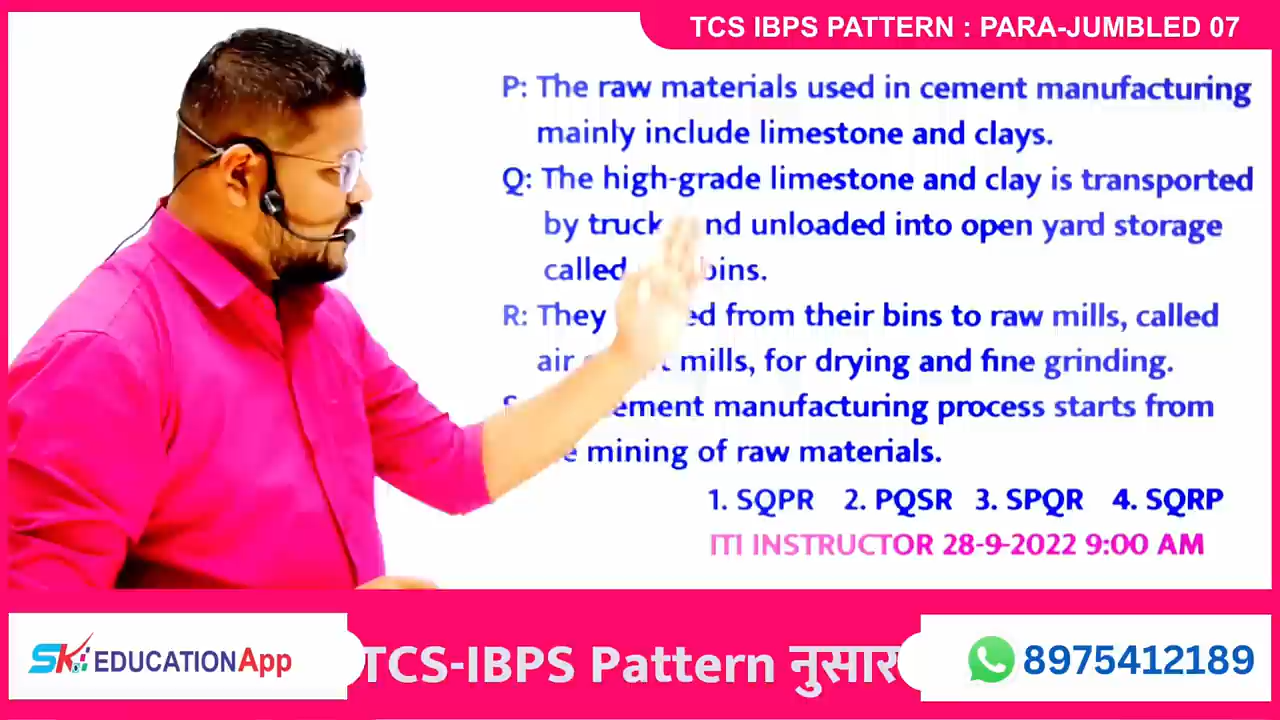 TCS IBPS PATTERN : PARA-JUMBLED 07
P: The raw materials used in cement manufacturing
mainly include limestone and clays.
Q: The high-grade limestone and clay is transported
by truck nd unloaded into open yard storage
called bins.
R: They ed from their bins to raw mills, called
air mills, for drying and fine grinding.
ement manufacturing process starts from
mining of raw materials.
1. SQPR 2. PQSR 3. SPQR 4. SQRP
ITI INSTRUCTOR 28-9-2022 9:00 AM
SK EDUCATIONApp
TCS-IBPS Pattern नुसार
8975412189